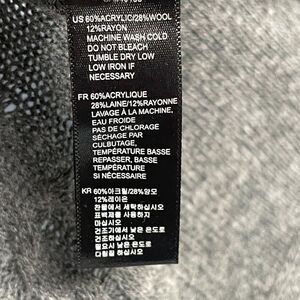 US 60%ACRYLIC/28%WOOL
12%RAYON
MACHINE WASH COLD
DO NOT BLEACH
TUMBLE DRY LOW
LOW IRON IF
NECESSARY
FR 60%ACRYLIQUE
28%LAINE/12%RAYONNE
LAVAGE À LA MACHINE,
EAU FROIDE
PAS DE CHLORAGE
SÉCHAGE PAR
CULBUTAGE,
TEMPÉRATURE BASSE
REPASSER, BASSE
TEMPÉRATURE
SI NÉCESSAIRE
KR 60%아크릴/28%양모
12%레이온
찬물에서 세탁하십시오
표백제를 사용하지
마십시오
건조기에서 낮은 온도로
건조하십시오
필요시 낮은 온도로
다림질 하십시오